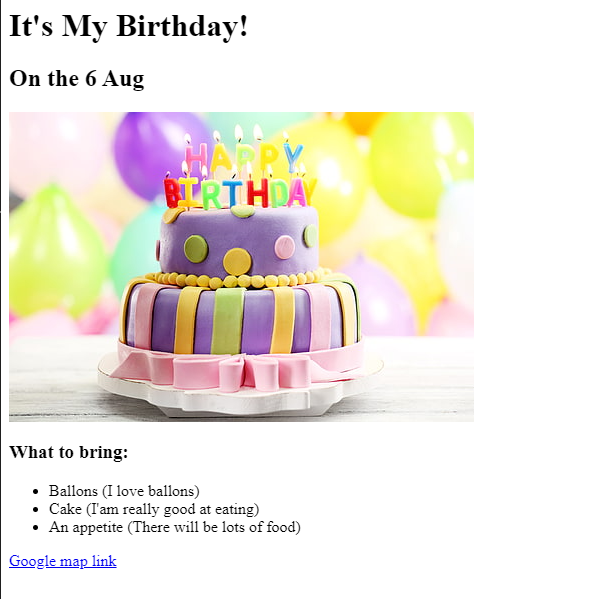 It's My Birthday!
On the 6 Aug
HAPPY
BIRTHDAY
What to bring:
Ballons (I love ballons)
Cake (I'am really good at eating)
An appetite (There will be lots of food)
Google map link